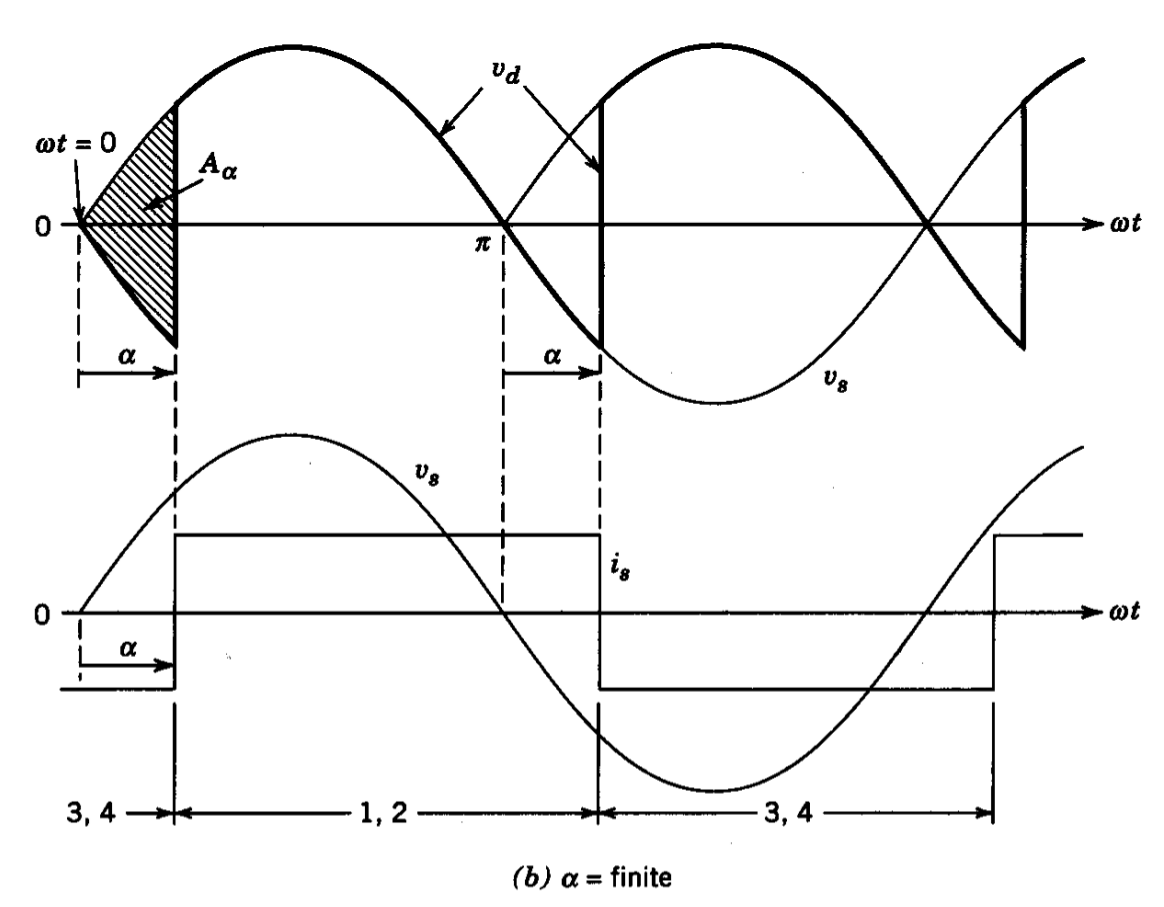 v_d
ωt = 0
A_α
0
π
ωt
α
α
v_s
v_s
i_s
0
ωt
α
3, 4
1, 2
3, 4
(b) α = finite